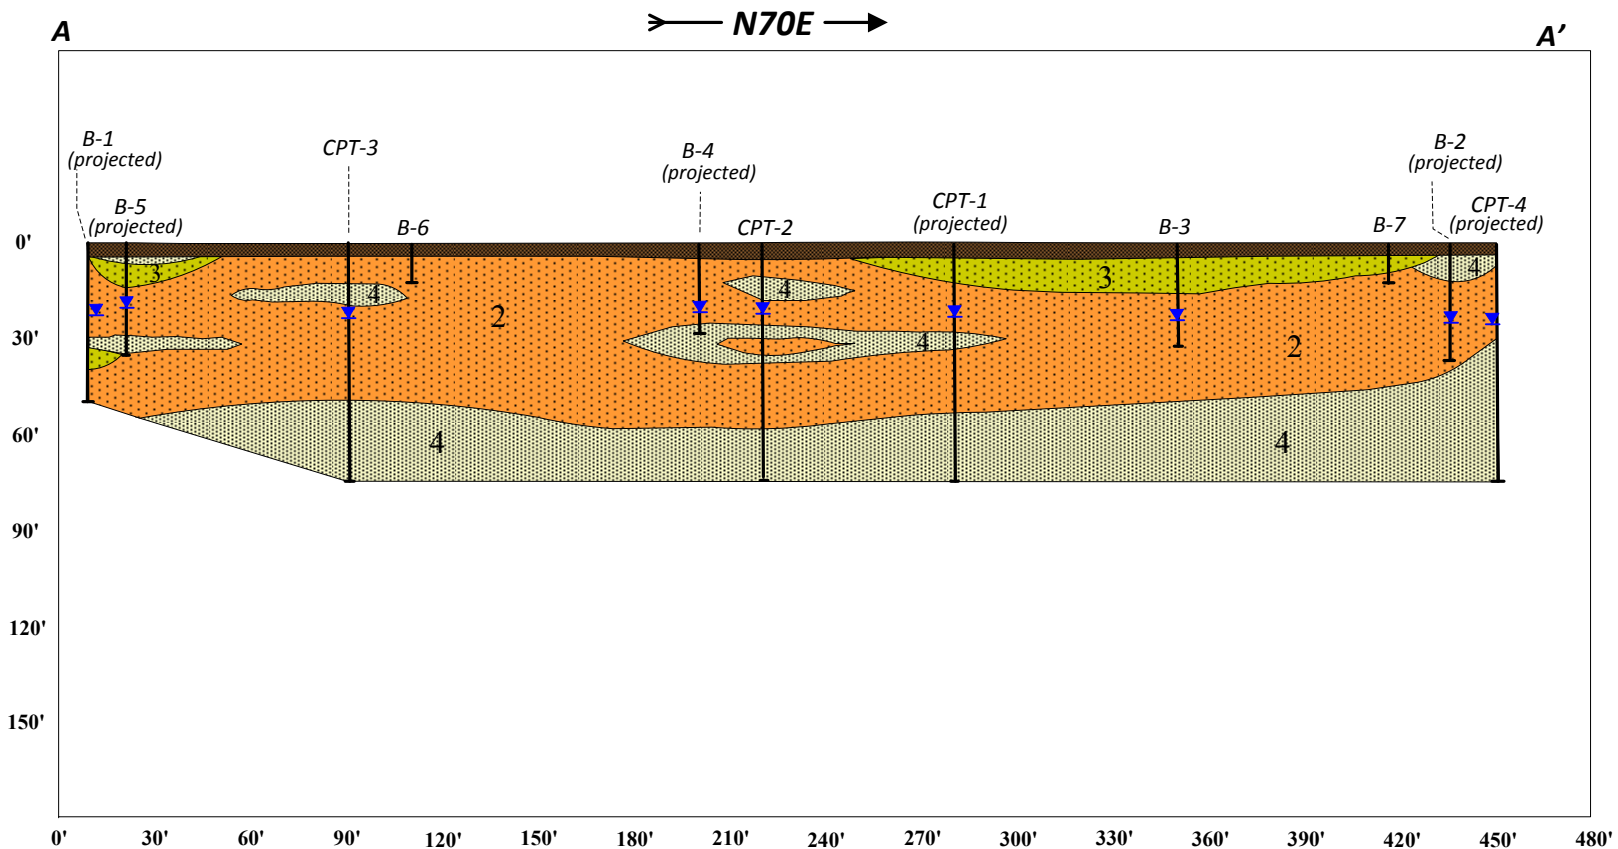 N70E
A
A'
B-1
(projected)
CPT-3
B-4
(projected)
B-2
(projected)
B-5
(projected)
B-6
CPT-2
CPT-1
(projected)
B-3
B-7
CPT-4
(projected)
0'
3
4
3
4
4
2
30'
4
2
60'
4
4
90'
120'
150'
0' 30' 60' 90' 120' 150' 180' 210' 240' 270' 300' 330' 360' 390' 420' 450' 480'